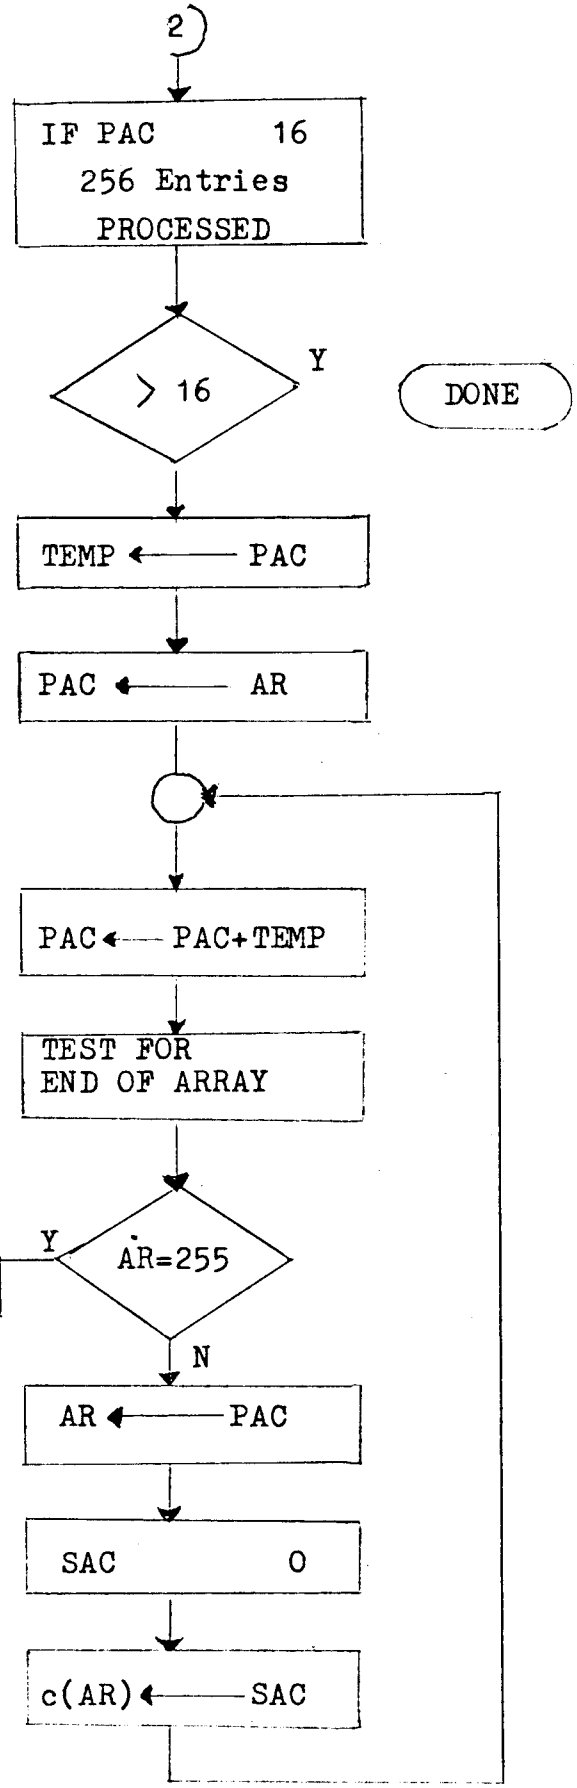 2
IF PAC 16
256 Entries
PROCESSED
> 16
Y
DONE
TEMP ← PAC
PAC ← AR
PAC ← PAC+TEMP
TEST FOR
END OF ARRAY
Y
AR=255
N
AR ← PAC
SAC 0
c(AR) ← SAC